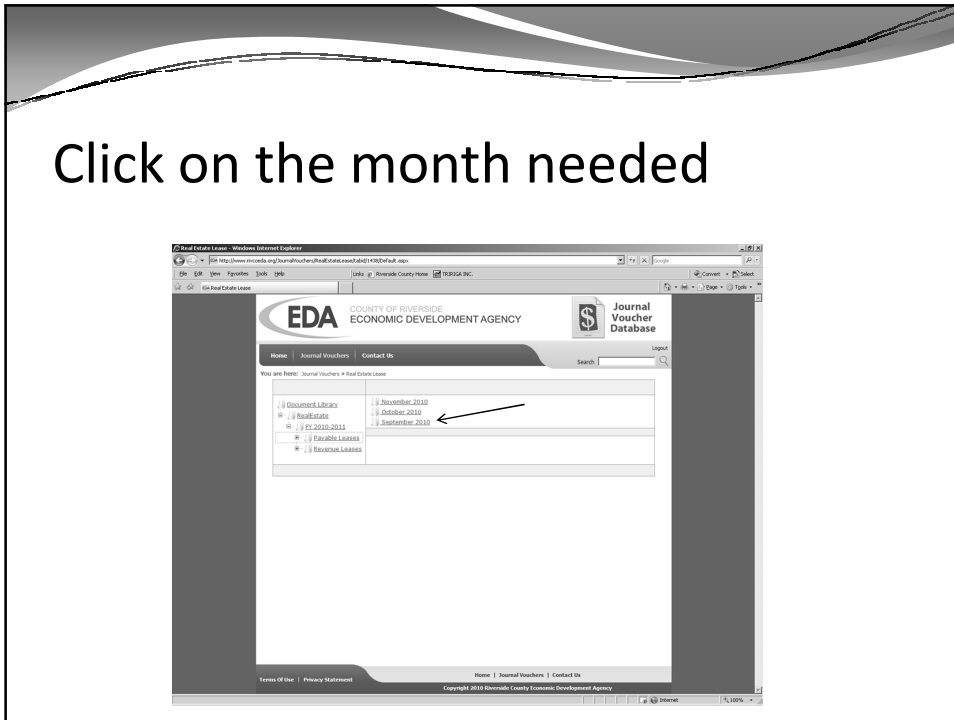 Click on the month needed
Real Estate Lease - Windows Internet Explorer
http://www.rivcoeda.org/JournalVouchers/RealEstateLease/tabid/1438/Default.aspx
Google
File Edit View Favorites Tools Help
Links Riverside County Home TRIRIGA INC.
Convert Select
Real Estate Lease
Page Tools
EDA
COUNTY OF RIVERSIDE
ECONOMIC DEVELOPMENT AGENCY
$
Journal
Voucher
Database
Logout
Home | Journal Vouchers | Contact Us
Search
You are here: Journal Vouchers » Real Estate Lease
Document Library
RealEstate
FY 2010-2011
Payable Leases
Revenue Leases
November 2010
October 2010
September 2010
Terms Of Use | Privacy Statement
Home | Journal Vouchers | Contact Us
Copyright 2010 Riverside County Economic Development Agency
Internet
100%